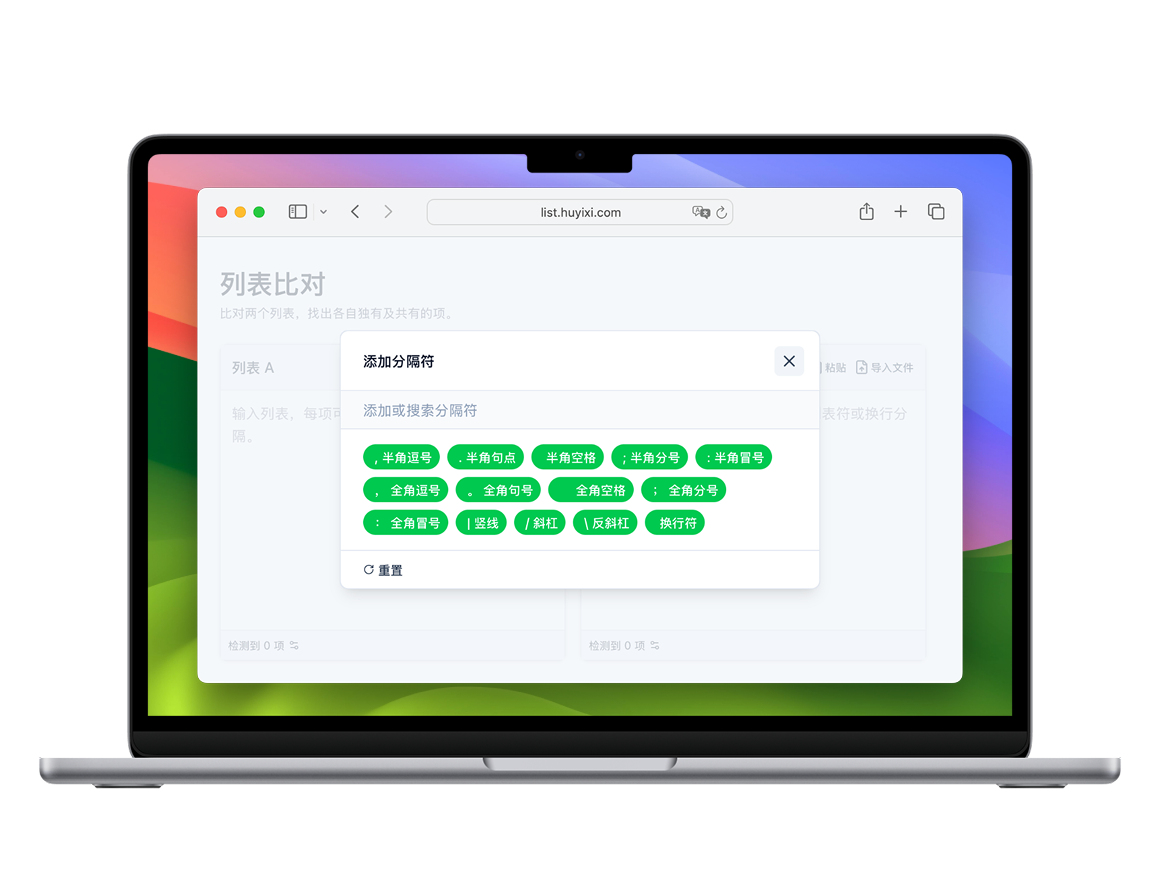 list.huyixi.com
列表比对
比对两个列表，找出各自独有及共有的项。
列表 A
粘贴 导入文件
添加分隔符
添加或搜索分隔符
输入列表，每项可
隔。
表符或换行分
, 半角逗号 . 半角句点 半角空格 ; 半角分号 : 半角冒号
， 全角逗号 。 全角句号 　 全角空格 ； 全角分号
： 全角冒号 | 竖线 / 斜杠 \ 反斜杠 换行符
重置
检测到 0 项
检测到 0 项